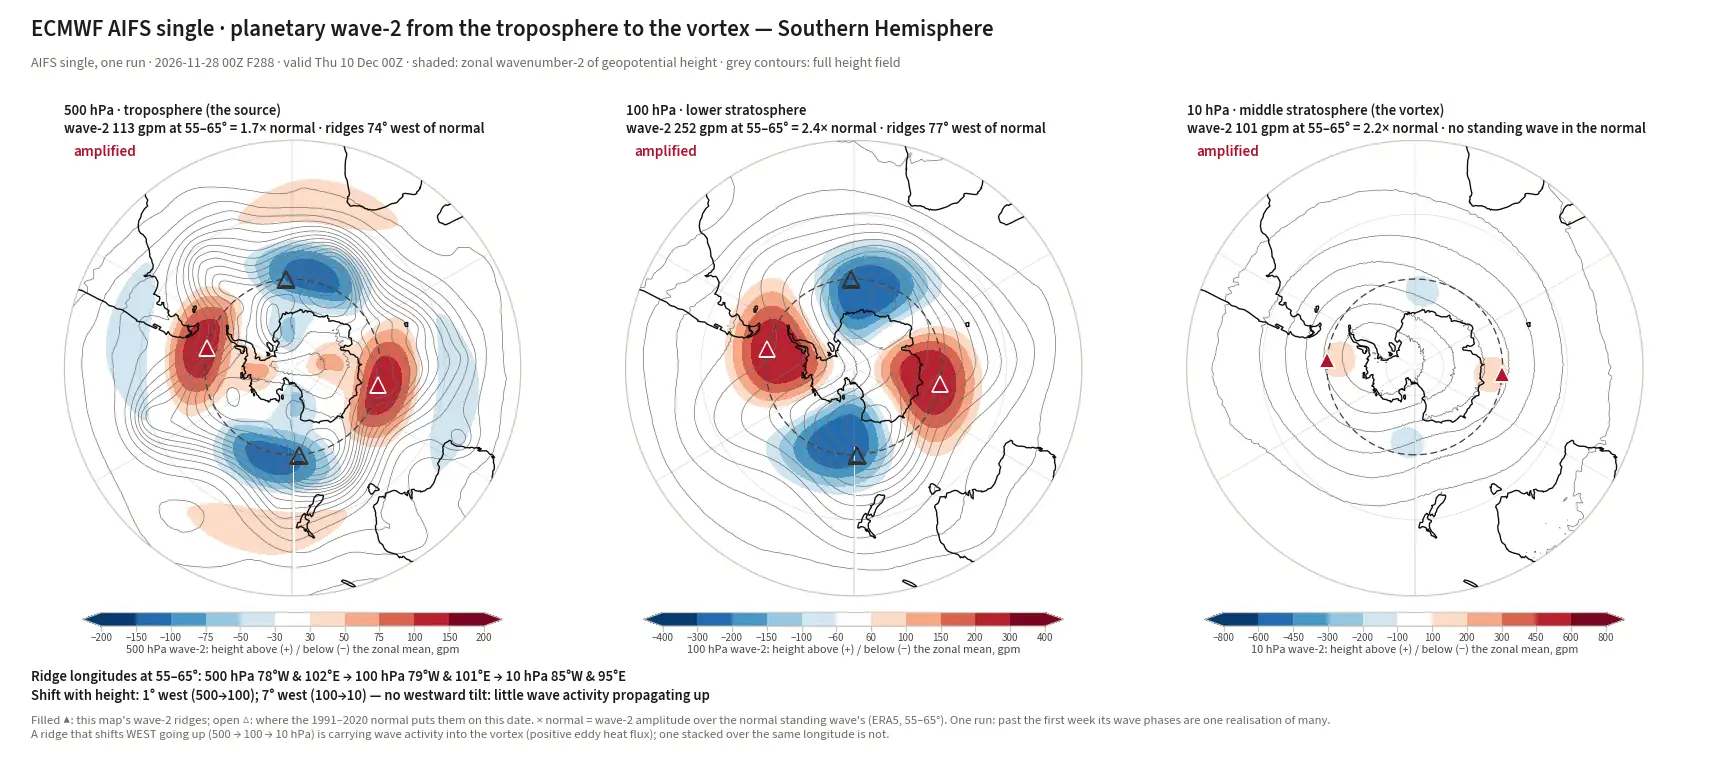 ECMWF AIFS single · planetary wave-2 from the troposphere to the vortex — Southern Hemisphere
AIFS single, one run · 2026-11-28 00Z F288 · valid Thu 10 Dec 00Z · shaded: zonal wavenumber-2 of geopotential height · grey contours: full height field
500 hPa · troposphere (the source)
wave-2 113 gpm at 55–65° = 1.7× normal · ridges 74° west of normal
amplified
100 hPa · lower stratosphere
wave-2 252 gpm at 55–65° = 2.4× normal · ridges 77° west of normal
amplified
10 hPa · middle stratosphere (the vortex)
wave-2 101 gpm at 55–65° = 2.2× normal · no standing wave in the normal
amplified
−200 −150 −100 −75 −50 −30 30 50 75 100 150 200
500 hPa wave-2: height above (+) / below (−) the zonal mean, gpm
−400 −300 −200 −150 −100 −60 60 100 150 200 300 400
100 hPa wave-2: height above (+) / below (−) the zonal mean, gpm
−800 −600 −450 −300 −200 −100 100 200 300 450 600 800
10 hPa wave-2: height above (+) / below (−) the zonal mean, gpm
Ridge longitudes at 55–65°: 500 hPa 78°W & 102°E → 100 hPa 79°W & 101°E → 10 hPa 85°W & 95°E
Shift with height: 1° west (500→100); 7° west (100→10) — no westward tilt: little wave activity propagating up
Filled ▲: this map's wave-2 ridges; open △: where the 1991–2020 normal puts them on this date. × normal = wave-2 amplitude over the normal standing wave's (ERA5, 55–65°). One run: past the first week its wave phases are one realisation of many.
A ridge that shifts WEST going up (500 → 100 → 10 hPa) is carrying wave activity into the vortex (positive eddy heat flux); one stacked over the same longitude is not.